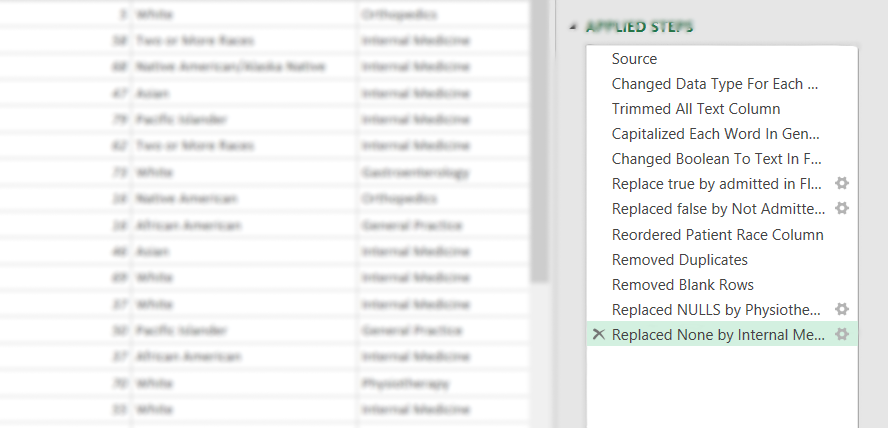 5 White Orthopedics
58 Two or More Races Internal Medicine
68 Native American/Alaska Native Internal Medicine
47 Asian Internal Medicine
79 Pacific Islander Internal Medicine
62 Two or More Races Internal Medicine
73 White Gastroenterology
Native American Orthopedics
African American General Practice
46 Asian Internal Medicine
69 White Internal Medicine
37 White Internal Medicine
50 Pacific Islander General Practice
37 African American Internal Medicine
70 White Physiotherapy
55 White Internal Medicine
APPLIED STEPS
Source
Changed Data Type For Each ...
Trimmed All Text Column
Capitalized Each Word In Gen...
Changed Boolean To Text In F...
Replace true by admitted in Fl...
Replaced false by Not Admitte...
Reordered Patient Race Column
Removed Duplicates
Removed Blank Rows
Replaced NULLS by Physiothe...
Replaced None by Internal Me...